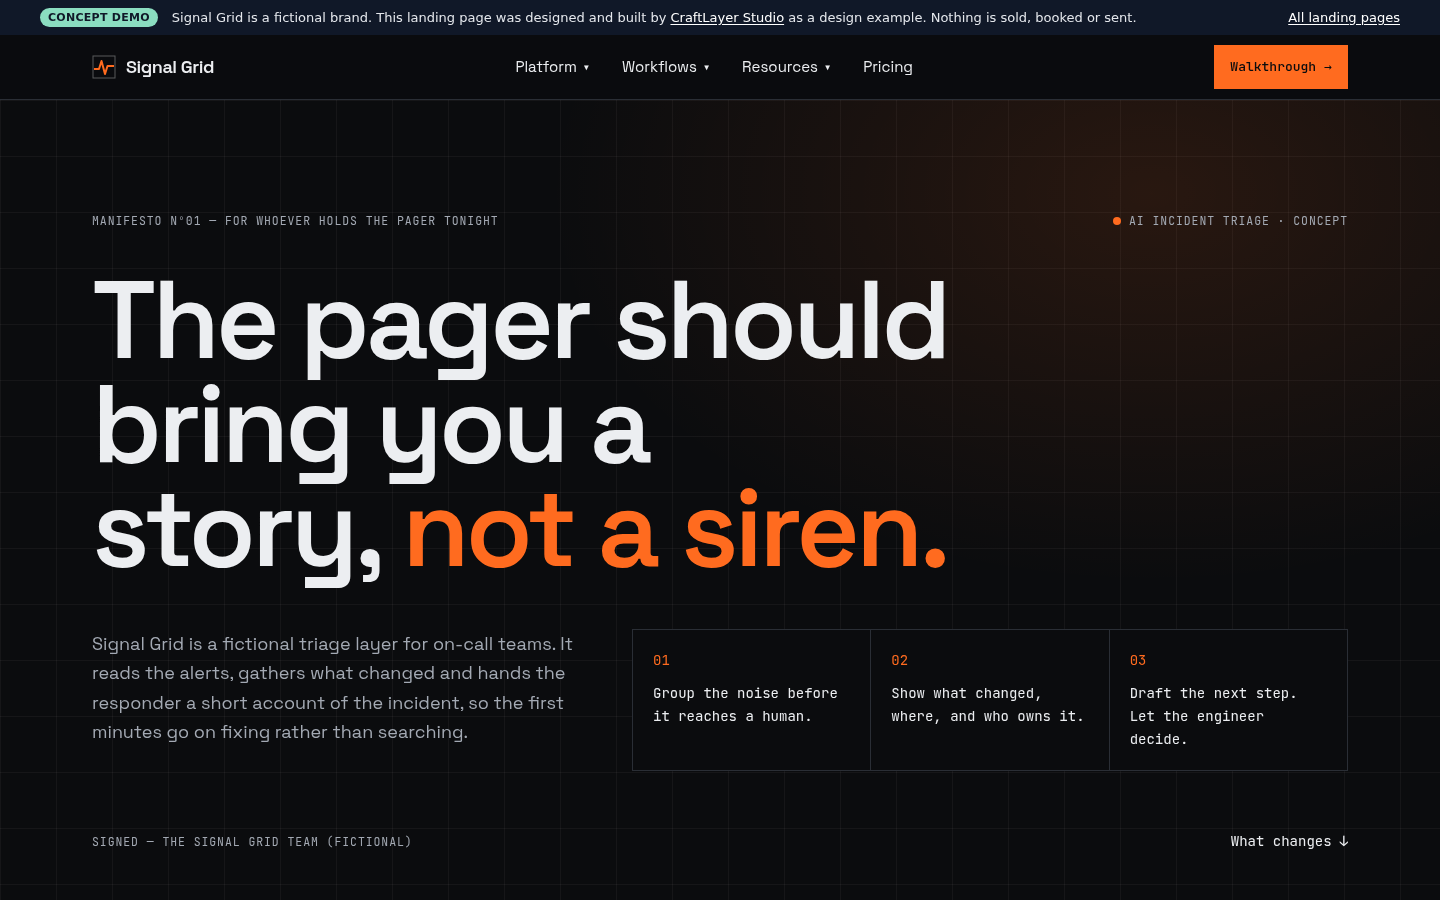 CONCEPT DEMO Signal Grid is a fictional brand. This landing page was designed and built by CraftLayer Studio as a design example. Nothing is sold, booked or sent. All landing pages
Signal Grid Platform ▾ Workflows ▾ Resources ▾ Pricing Walkthrough →
MANIFESTO N°01 — FOR WHOEVER HOLDS THE PAGER TONIGHT
AI INCIDENT TRIAGE · CONCEPT
The pager should
bring you a
story, not a siren.
Signal Grid is a fictional triage layer for on-call teams. It
reads the alerts, gathers what changed and hands the
responder a short account of the incident, so the first
minutes go on fixing rather than searching.
01
Group the noise before
it reaches a human.
02
Show what changed,
where, and who owns it.
03
Draft the next step.
Let the engineer
decide.
SIGNED — THE SIGNAL GRID TEAM (FICTIONAL)
What changes ↓